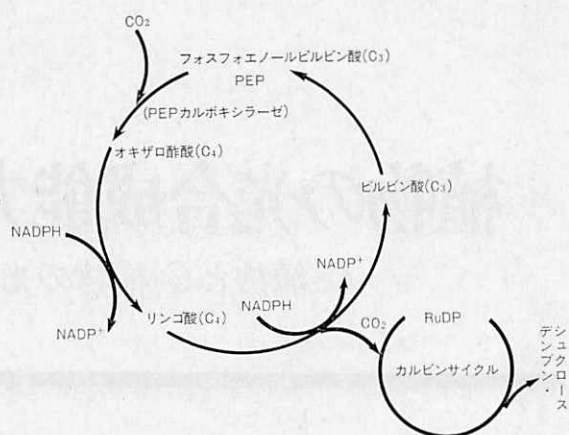 CO₂
フォスフォエノールピルビン酸(C₃)
PEP
(PEPカルボキシラーゼ)
オキザロ酢酸(C₄)
ピルビン酸(C₃)
NADPH
NADP⁺
NADPH
NADP⁺
リンゴ酸(C₄)
CO₂
RuDP
カルビンサイクル
シュクロース
デンプン・